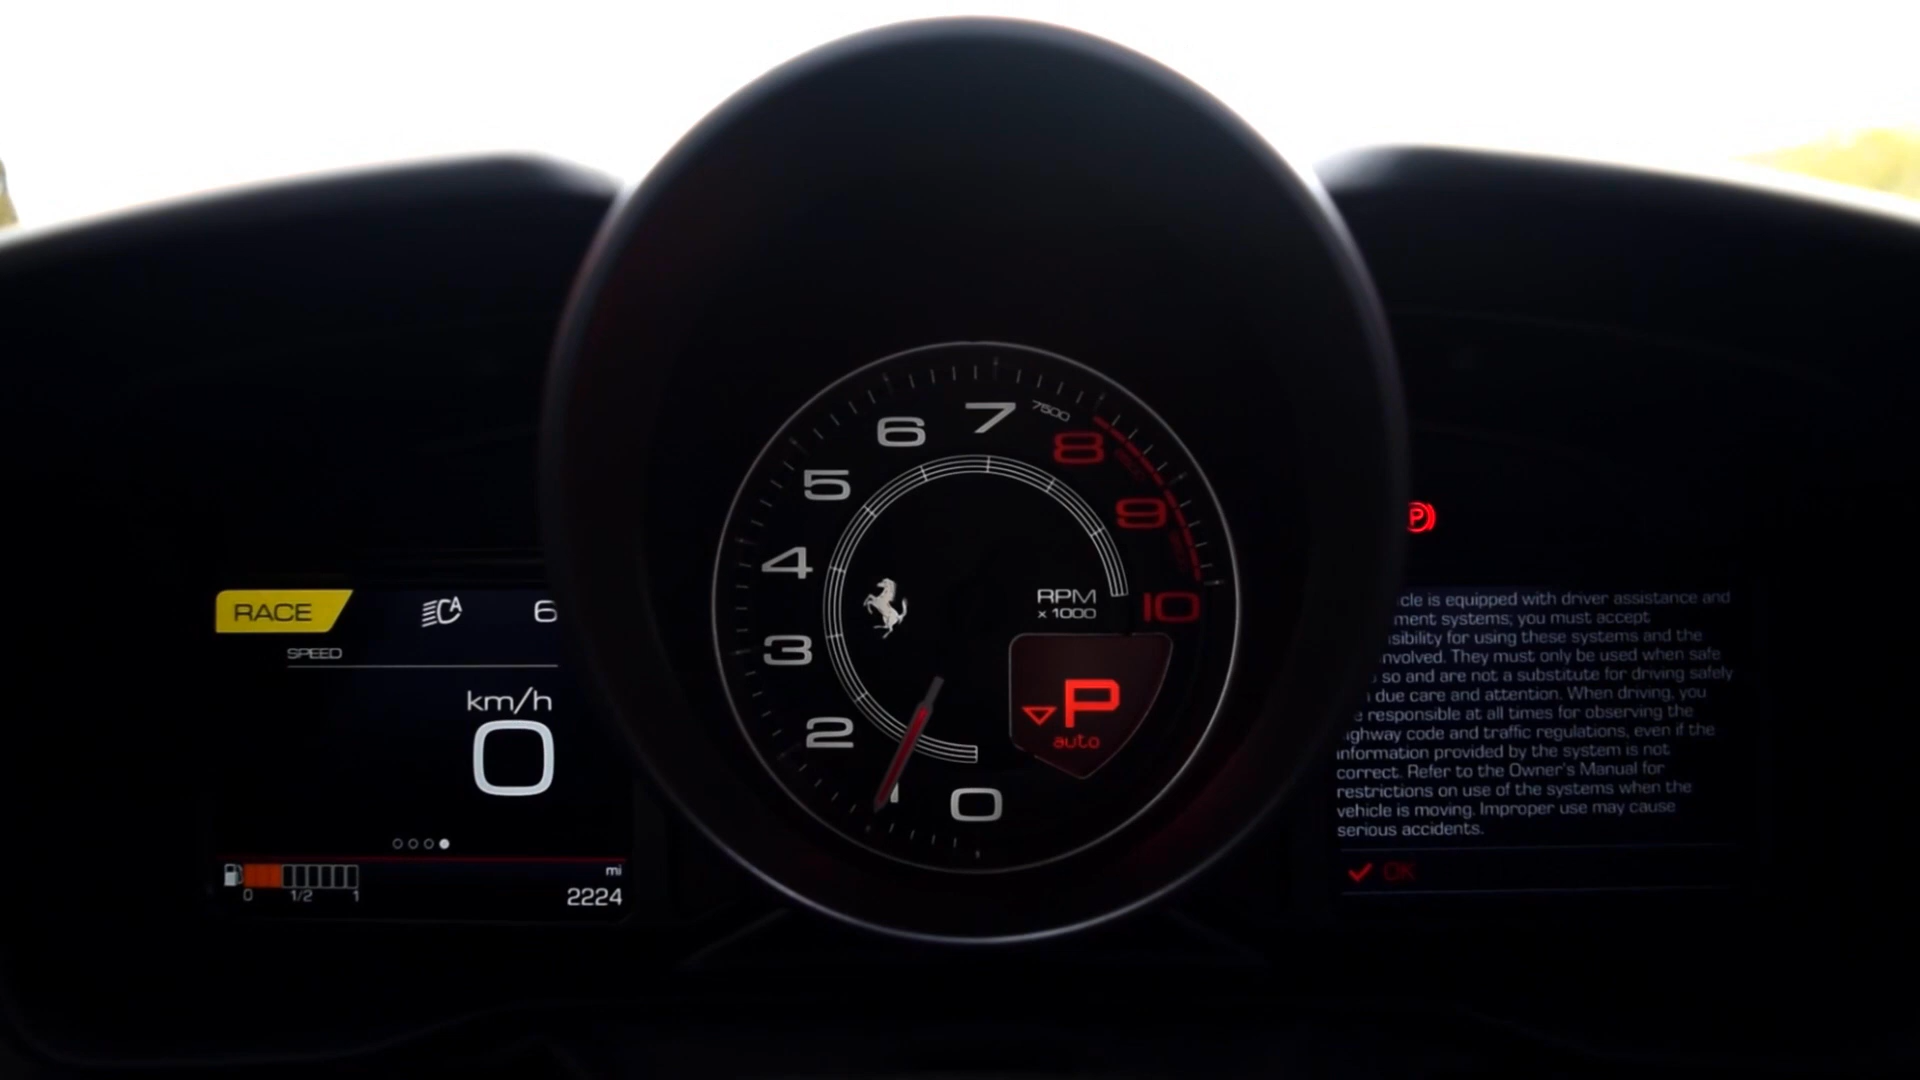 RACE
6
SPEED
km/h
0
0 1/2 1
mi
2224
7
7500
6
8
5
9
4
10
RPM
x 1000
3
P
auto
2
1
0
P
is equipped with driver assistance and
systems; you must accept
for using these systems and the
They must only be used when safe
so and are not a substitute for driving safely
due care and attention. When driving, you
responsible at all times for observing the
code and traffic regulations, even if the
information provided by the system is not
correct. Refer to the Owner's Manual for
restrictions on use of the systems when the
vehicle is moving. Improper use may cause
serious accidents.
OK